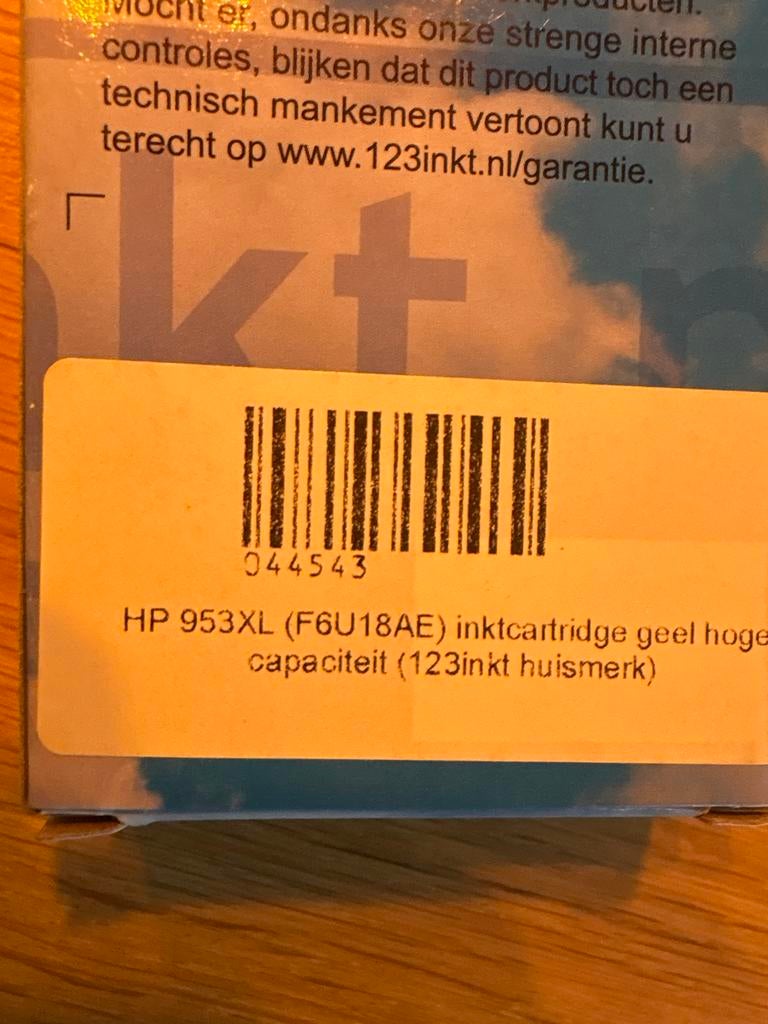 Mocht er, ondanks onze strenge interne
controles, blijken dat dit product toch een
technisch mankement vertoont kunt u
terecht op www.123inkt.nl/garantie.
kt n
044543
HP 953XL (F6U18AE) inktcartridge geel hoge
capaciteit (123inkt huismerk)